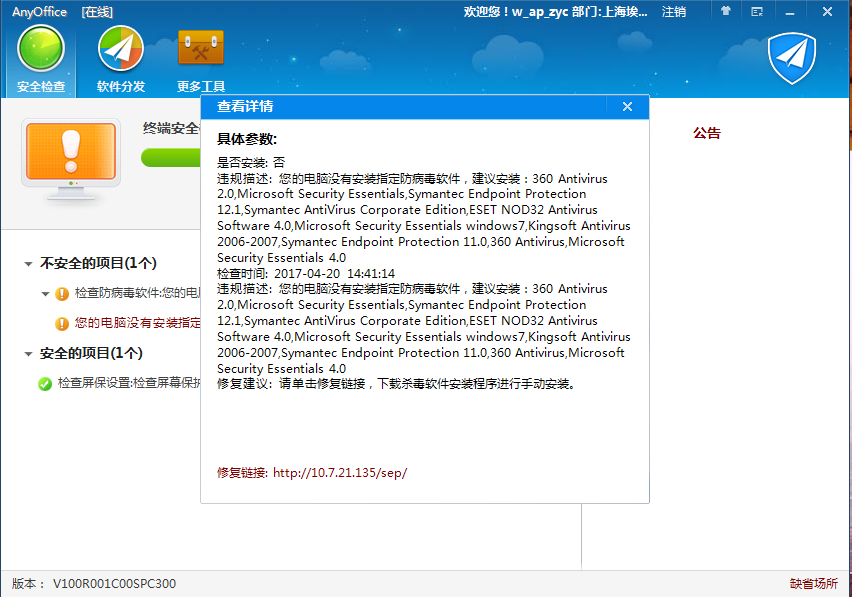 AnyOffice [在线]
欢迎您！w_ap_zyc 部门:上海埃... 注销
安全检查 软件分发 更多工具
查看详情
终端安全
公告
具体参数:
是否安装: 否
违规描述: 您的电脑没有安装指定防病毒软件，建议安装：360 Antivirus
2.0,Microsoft Security Essentials,Symantec Endpoint Protection
12.1,Symantec AntiVirus Corporate Edition,ESET NOD32 Antivirus
Software 4.0,Microsoft Security Essentials windows7,Kingsoft Antivirus
2006-2007,Symantec Endpoint Protection 11.0,360 Antivirus,Microsoft
Security Essentials 4.0
检查时间: 2017-04-20 14:41:14
违规描述: 您的电脑没有安装指定防病毒软件，建议安装：360 Antivirus
2.0,Microsoft Security Essentials,Symantec Endpoint Protection
12.1,Symantec AntiVirus Corporate Edition,ESET NOD32 Antivirus
Software 4.0,Microsoft Security Essentials windows7,Kingsoft Antivirus
2006-2007,Symantec Endpoint Protection 11.0,360 Antivirus,Microsoft
Security Essentials 4.0
修复建议: 请单击修复链接，下载杀毒软件安装程序进行手动安装。
修复链接: http://10.7.21.135/sep/
不安全的项目(1个)
检查防病毒软件:您的电
您的电脑没有安装指定
安全的项目(1个)
检查屏保设置:检查屏幕保
版本： V100R001C00SPC300
缺省场所